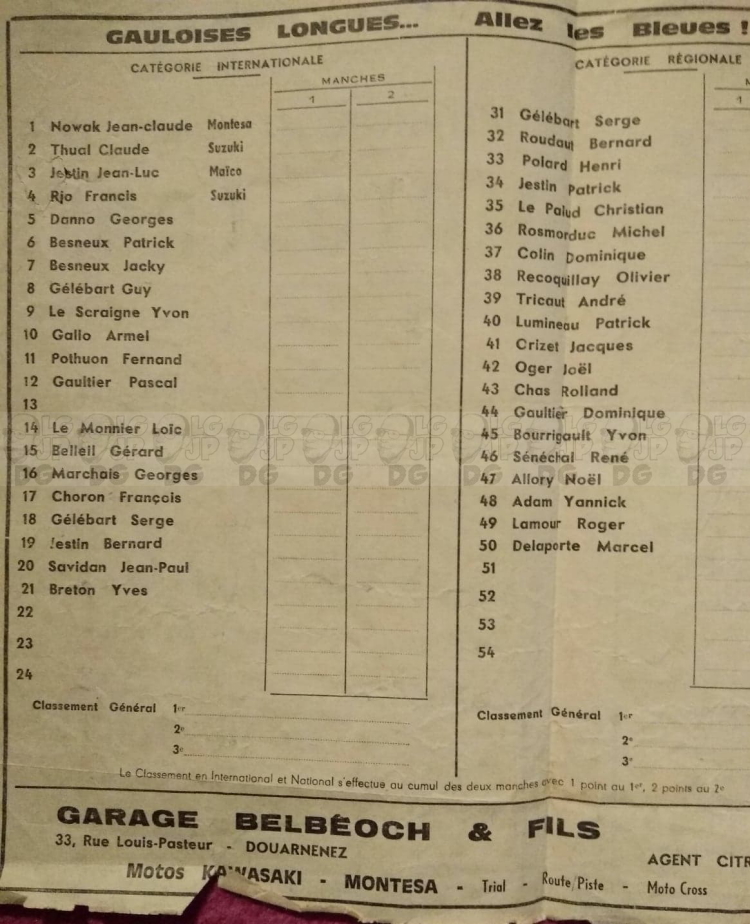 GAULOISES LONGUES... Allez les Bleues !
CATÉGORIE INTERNATIONALE
MANCHES
1 2
1 Nowak Jean-claude Montesa
2 Thual Claude Suzuki
3 Jestin Jean-Luc Maïco
4 Rjo Francis Suzuki
5 Danno Georges
6 Besneux Patrick
7 Besneux Jacky
8 Gélébart Guy
9 Le Scraigne Yvon
10 Gallo Armel
11 Pothuon Fernand
12 Gaultier Pascal
13
14 Le Monnier Loïc
15 Belleil Gérard
16 Marchais Georges
17 Choron François
18 Gélébart Serge
19 Jestin Bernard
20 Savidan Jean-Paul
21 Breton Yves
22
23
24
Classement Général 1er
2e
3e
CATÉGORIE RÉGIONALE
1
31 Gélébart Serge
32 Roudaut Bernard
33 Polard Henri
34 Jestin Patrick
35 Le Palud Christian
36 Rosmorduc Michel
37 Colin Dominique
38 Recoquillay Olivier
39 Tricaut André
40 Lumineau Patrick
41 Crizet Jacques
42 Oger Joël
43 Chas Rolland
44 Gaultier Dominique
45 Bourrigault Yvon
46 Sénéchal René
47 Allory Noël
48 Adam Yannick
49 Lamour Roger
50 Delaporte Marcel
51
52
53
54
Classement Général 1er
2e
3e
Le Classement en International et National s'effectue au cumul des deux manches avec 1 point au 1er, 2 points au 2e
GARAGE BELBÉOCH & FILS
33, Rue Louis-Pasteur - DOUARNENEZ
AGENT CITR
Motos KAWASAKI - MONTESA - Trial - Route/Piste - Moto Cross
LG JP DG